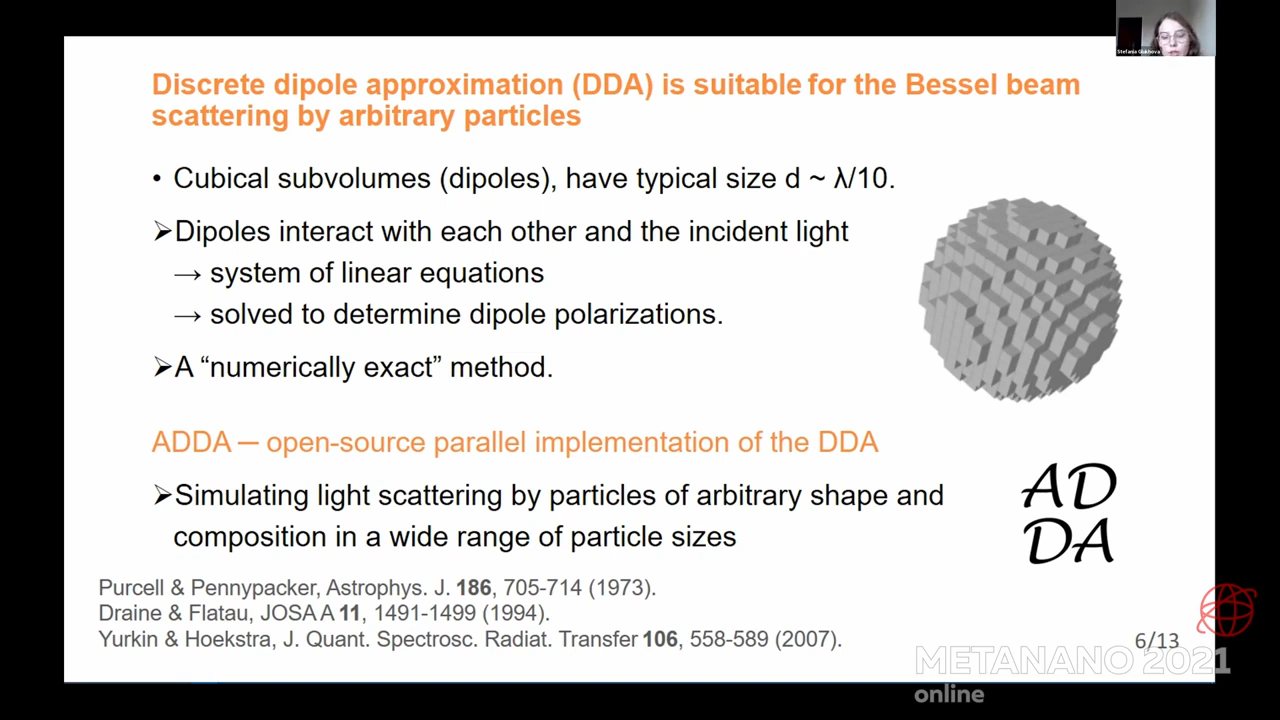 Stefania Glukhova
Discrete dipole approximation (DDA) is suitable for the Bessel beam
scattering by arbitrary particles
• Cubical subvolumes (dipoles), have typical size d ~ λ/10.
➢Dipoles interact with each other and the incident light
→ system of linear equations
→ solved to determine dipole polarizations.
➢A “numerically exact” method.
ADDA ─ open-source parallel implementation of the DDA
➢Simulating light scattering by particles of arbitrary shape and
composition in a wide range of particle sizes
AD
DA
Purcell & Pennypacker, Astrophys. J. 186, 705-714 (1973).
Draine & Flatau, JOSA A 11, 1491-1499 (1994).
Yurkin & Hoekstra, J. Quant. Spectrosc. Radiat. Transfer 106, 558-589 (2007).
6/13
METANANO 2021
online